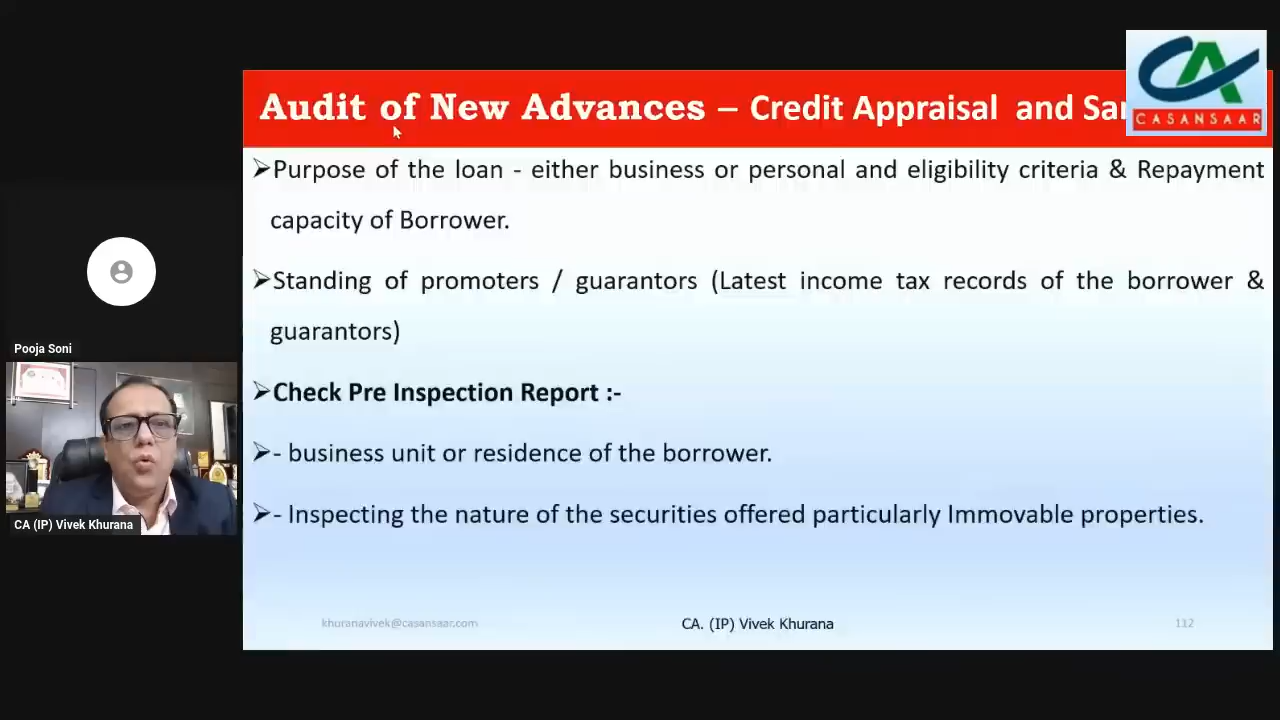 Audit of New Advances – Credit Appraisal and San
CASANSAAR
➢Purpose of the loan - either business or personal and eligibility criteria & Repayment
capacity of Borrower.
➢Standing of promoters / guarantors (Latest income tax records of the borrower &
guarantors)
➢Check Pre Inspection Report :-
➢- business unit or residence of the borrower.
➢- Inspecting the nature of the securities offered particularly Immovable properties.
khuranavivek@casansaar.com
CA. (IP) Vivek Khurana
112
Pooja Soni
CA (IP) Vivek Khurana